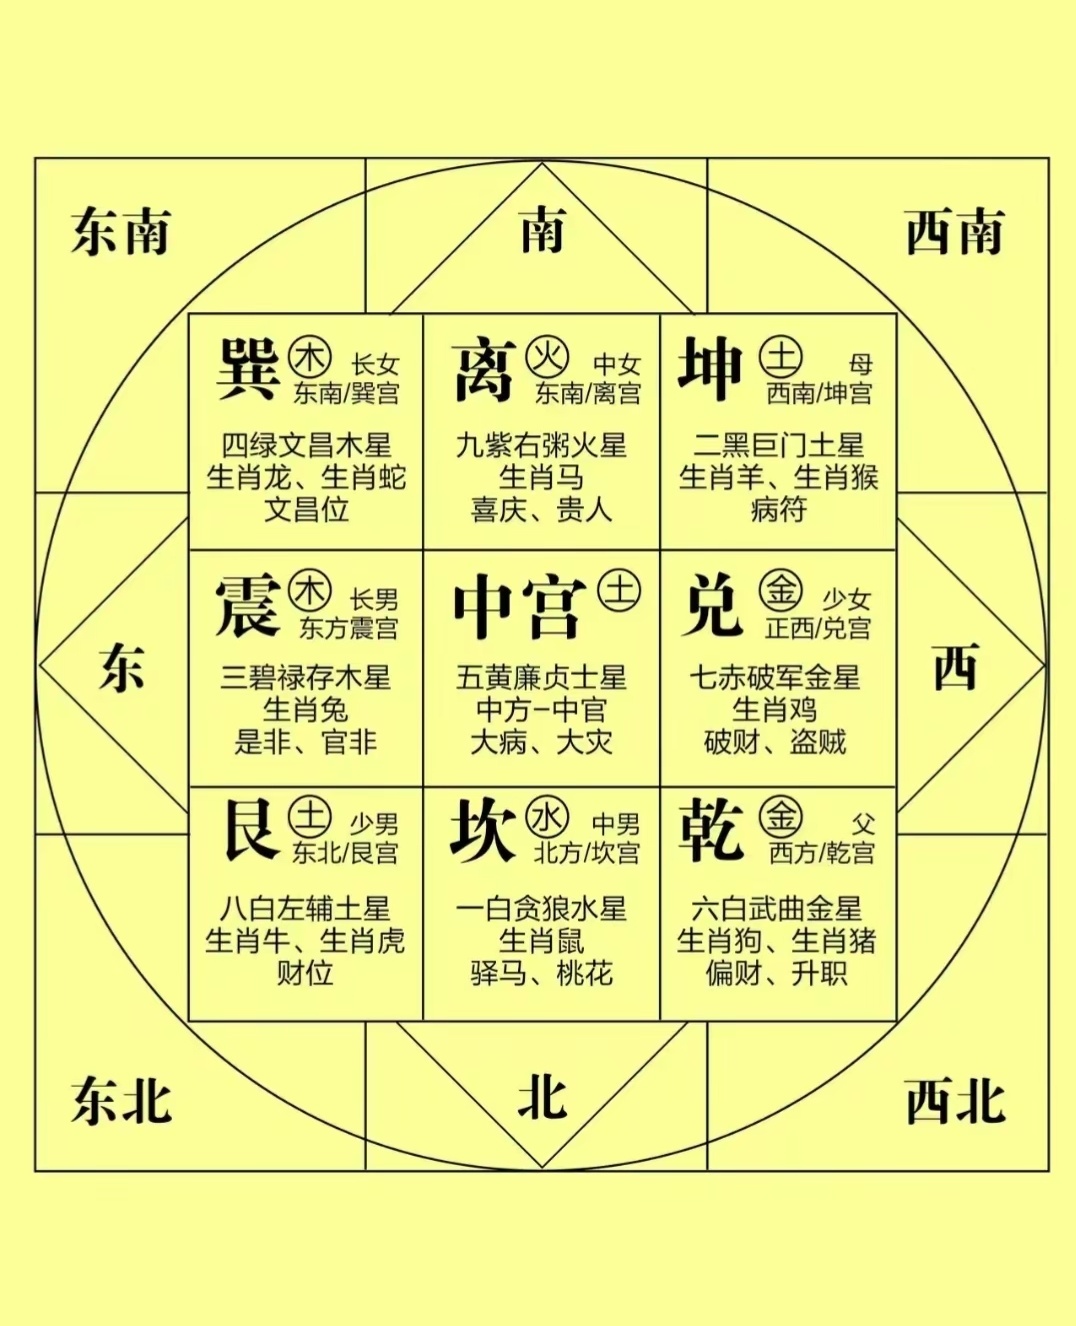 东南
南
西南
巽 木 长女
东南/巽宫
四绿文昌木星
生肖龙、生肖蛇
文昌位
离 火 中女
东南/离宫
九紫右粥火星
生肖马
喜庆、贵人
坤 土 母
西南/坤宫
二黑巨门土星
生肖羊、生肖猴
病符
东
震 木 长男
东方震宫
三碧禄存木星
生肖兔
是非、官非
中宫 土
五黄廉贞士星
中方-中官
大病、大灾
兑 金 少女
正西/兑宫
七赤破军金星
生肖鸡
破财、盗贼
西
艮 土 少男
东北/艮宫
八白左辅土星
生肖牛、生肖虎
财位
坎 水 中男
北方/坎宫
一白贪狼水星
生肖鼠
驿马、桃花
乾 金 父
西方/乾宫
六白武曲金星
生肖狗、生肖猪
偏财、升职
东北
北
西北